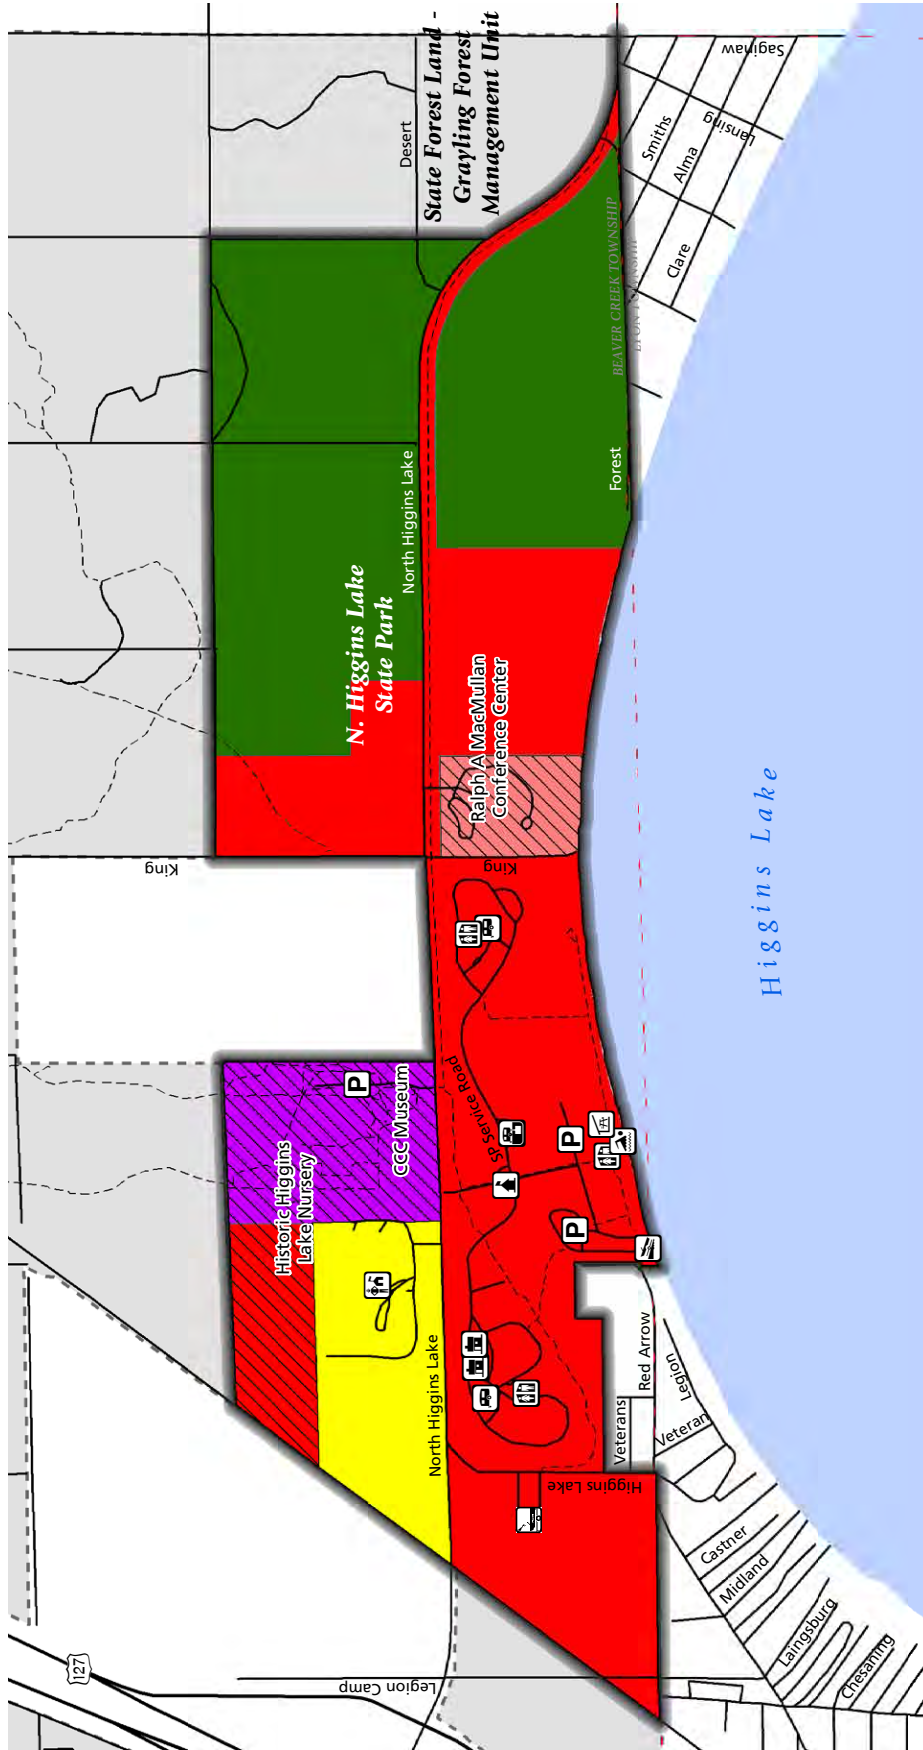 State Forest Land -
Grayling Forest
Management Unit
Desert
Saginaw
Smiths
Lansing
Alma
Clare
BEAVER CREEK TOWNSHIP
LYON TOWNSHIP
Forest
North Higgins Lake
N. Higgins Lake
State Park
Ralph A MacMullan
Conference Center
King
King
Higgins Lake
SP Service Road
P
CCC Museum
Historic Higgins
Lake Nursery
P
P
North Higgins Lake
Red Arrow
Legion
Veterans
Veteran
Higgins Lake
Castner
Midland
Laingsburg
Chesaning
Legion Camp
127